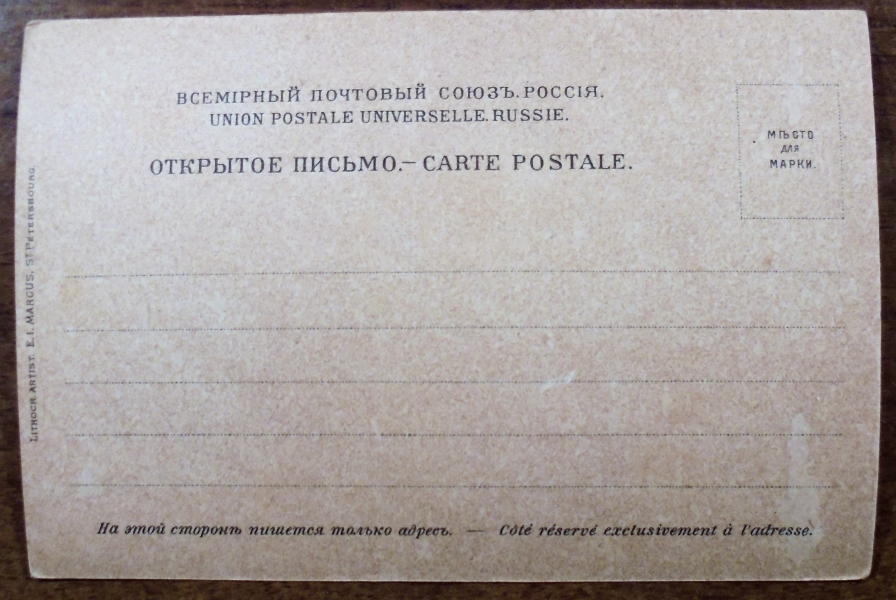 ВСЕМІРНЫЙ ПОЧТОВЫЙ СОЮЗЪ. РОССІЯ.
UNION POSTALE UNIVERSELLE. RUSSIE.
ОТКРЫТОЕ ПИСЬМО.— CARTE POSTALE.
МѢСТО
ДЛЯ
МАРКИ.
LITHOGR. ARTIST. E. I. MARCUS, ST PETERSBOURG.
На этой сторонѣ пишется только адресъ. — Côté réservé exclusivement à l'adresse.